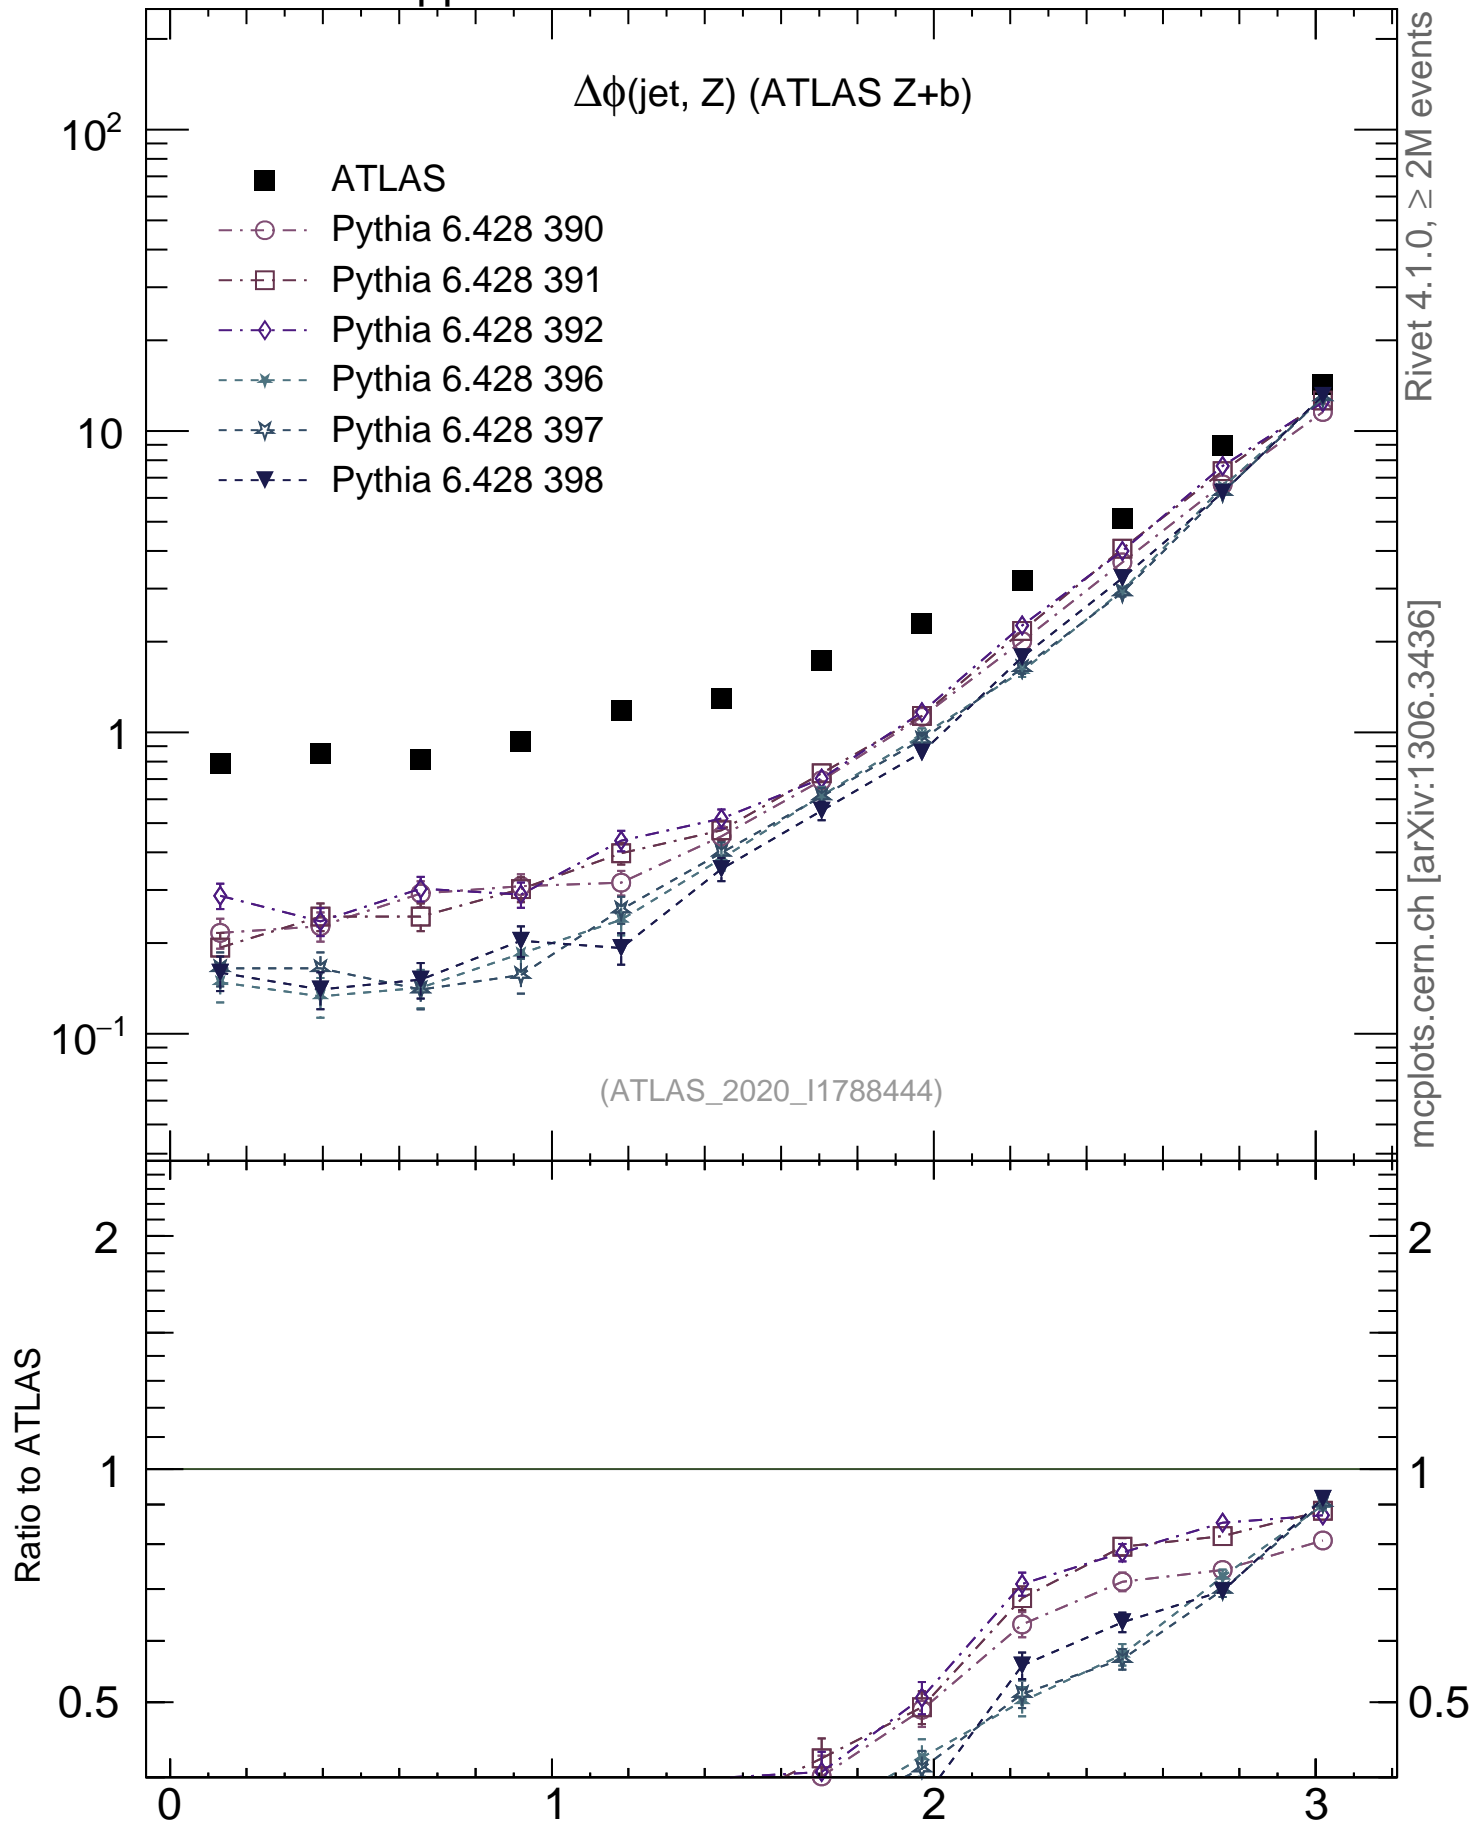 Δϕ(jet, Z) (ATLAS Z+b)
ATLAS
Pythia 6.428 390
Pythia 6.428 391
Pythia 6.428 392
Pythia 6.428 396
Pythia 6.428 397
Pythia 6.428 398
10²
10
1
10⁻¹
(ATLAS_2020_I1788444)
Rivet 4.1.0, ≥ 2M events
mcplots.cern.ch [arXiv:1306.3436]
Ratio to ATLAS
2
1
0.5
2
1
0.5
0 1 2 3